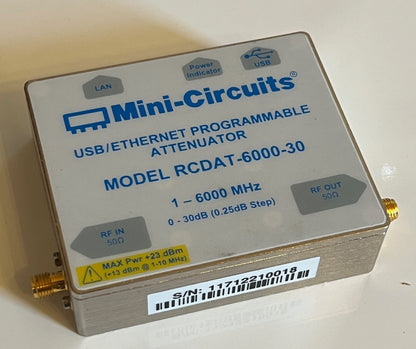 LAN
Power
Indicator
USB
Mini-Circuits®
USB/ETHERNET PROGRAMMABLE
ATTENUATOR
MODEL RCDAT-6000-30
1 – 6000 MHz
0 - 30dB (0.25dB Step)
RF IN
50Ω
RF OUT
50Ω
MAX Pwr +23 dBm
(+13 dBm @ 1-10 MHz)
S/N: 11712210018